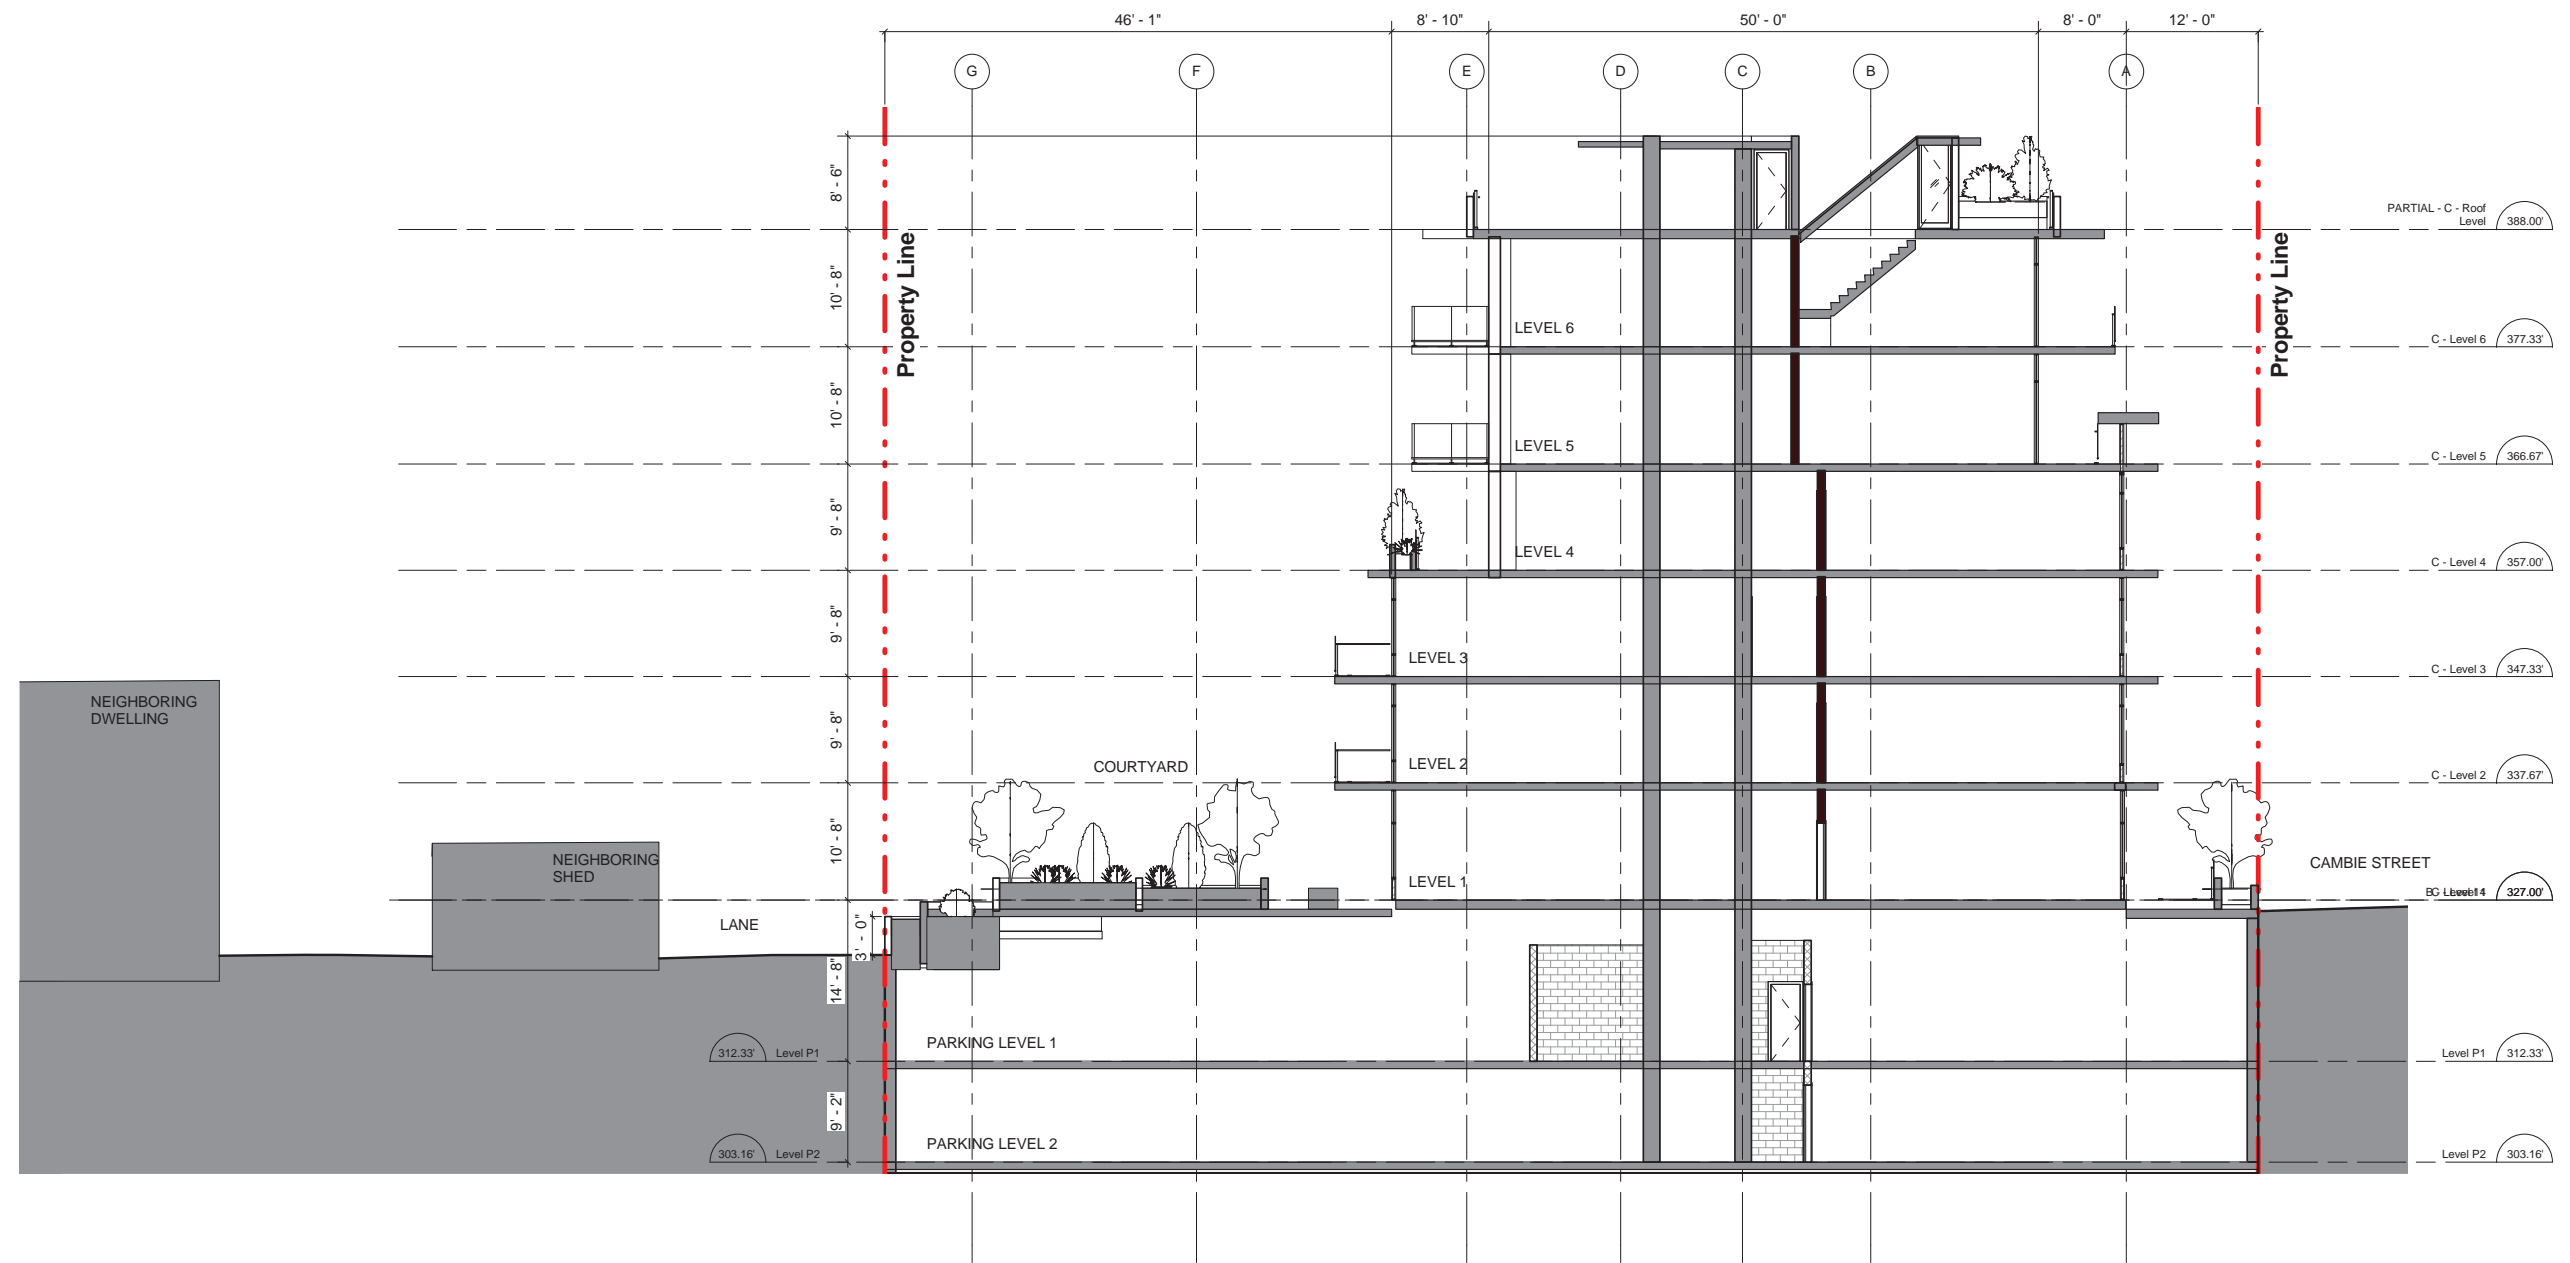 46' - 1"
8' - 10"
50' - 0"
8' - 0"
12' - 0"
G
F
E
D
C
B
A
8' - 6"
10' - 8"
10' - 8"
9' - 8"
9' - 8"
9' - 8"
10' - 8"
3' - 0"
14' - 8"
9' - 2"
Property Line
Property Line
PARTIAL - C - Roof
Level
388.00'
LEVEL 6
C - Level 6
377.33'
LEVEL 5
C - Level 5
366.67'
LEVEL 4
C - Level 4
357.00'
LEVEL 3
C - Level 3
347.33'
NEIGHBORING
DWELLING
COURTYARD
LEVEL 2
C - Level 2
337.67'
NEIGHBORING
SHED
CAMBIE STREET
LEVEL 1
327.00'
LANE
PARKING LEVEL 1
312.33'
Level P1
Level P1
312.33'
PARKING LEVEL 2
303.16'
Level P2
Level P2
303.16'